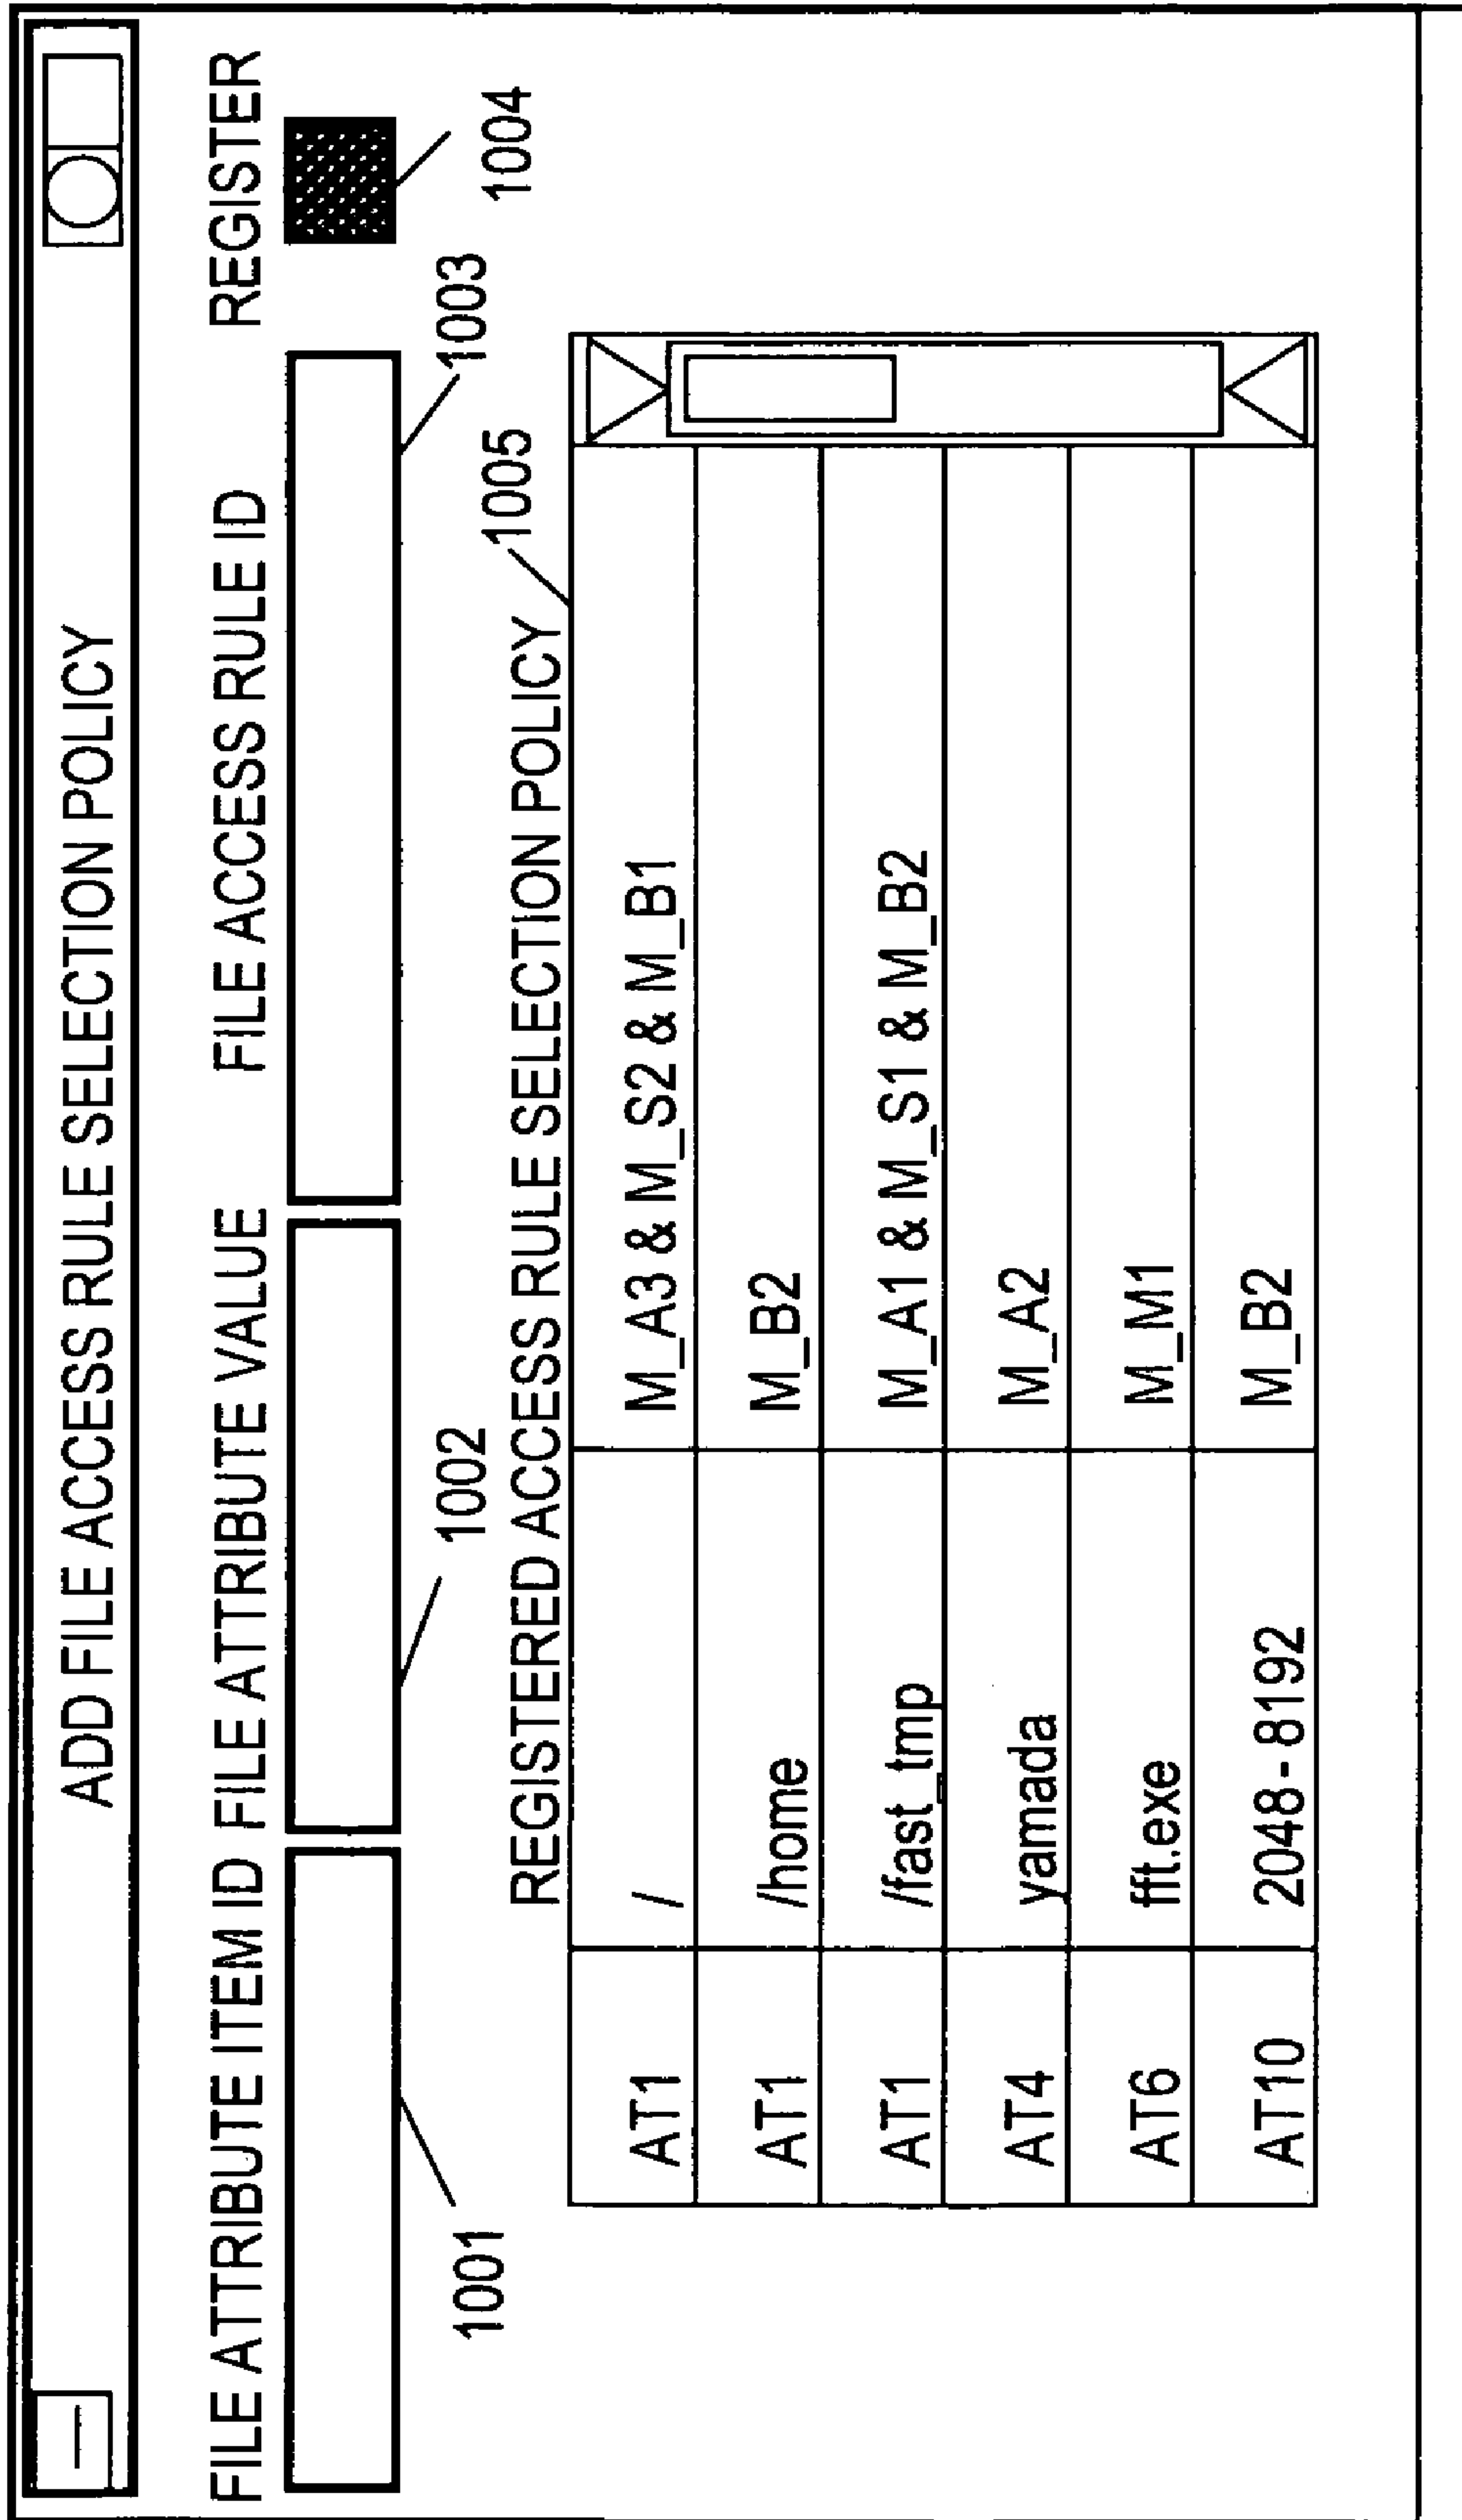 ADD FILE ACCESS RULE SELECTION POLICY
FILE ATTRIBUTE ITEM ID FILE ATTRIBUTE VALUE FILE ACCESS RULE ID REGISTER
1001 1002 1003 1004
REGISTERED ACCESS RULE SELECTION POLICY 1005
AT1 / M_A3 & M_S2 & M_B1
AT1 /home M_B2
AT1 /fast_tmp M_A1 & M_S1 & M_B2
AT4 yamada M_A2
AT6 fft.exe M_M1
AT10 2048-8192 M_B2